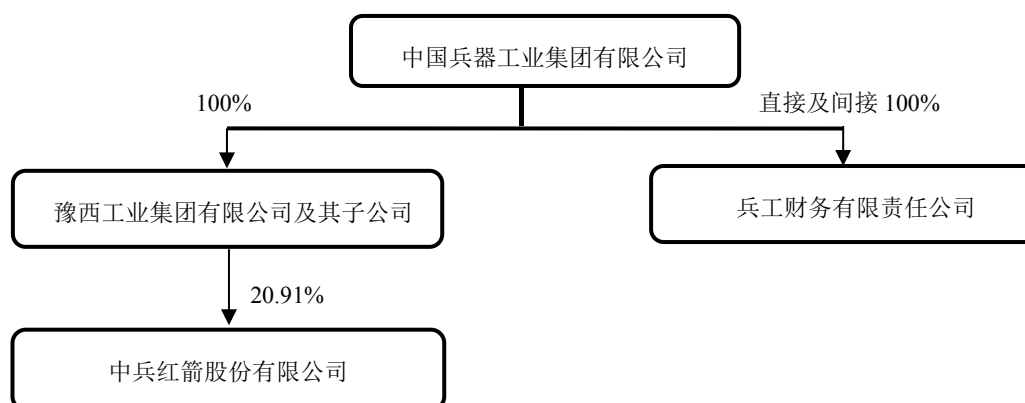 中国兵器工业集团有限公司
100%
直接及间接 100%
豫西工业集团有限公司及其子公司
兵工财务有限责任公司
20.91%
中兵红箭股份有限公司